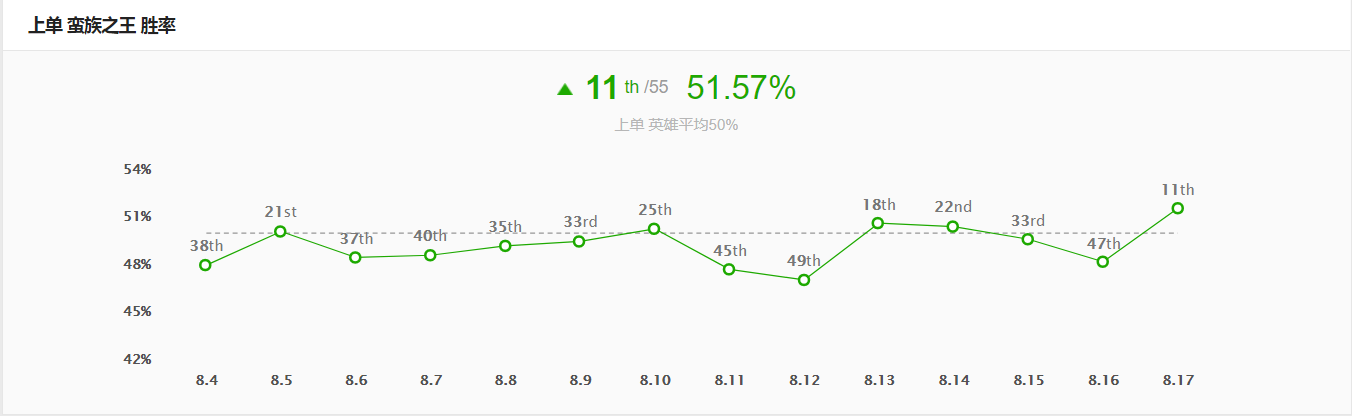 上单 蛮族之王 胜率
▲ 11 th /55 51.57%
上单 英雄平均50%
54%
51%
48%
45%
42%
38th 21st 37th 40th 35th 33rd 25th 45th 49th 18th 22nd 33rd 47th 11th
8.4 8.5 8.6 8.7 8.8 8.9 8.10 8.11 8.12 8.13 8.14 8.15 8.16 8.17